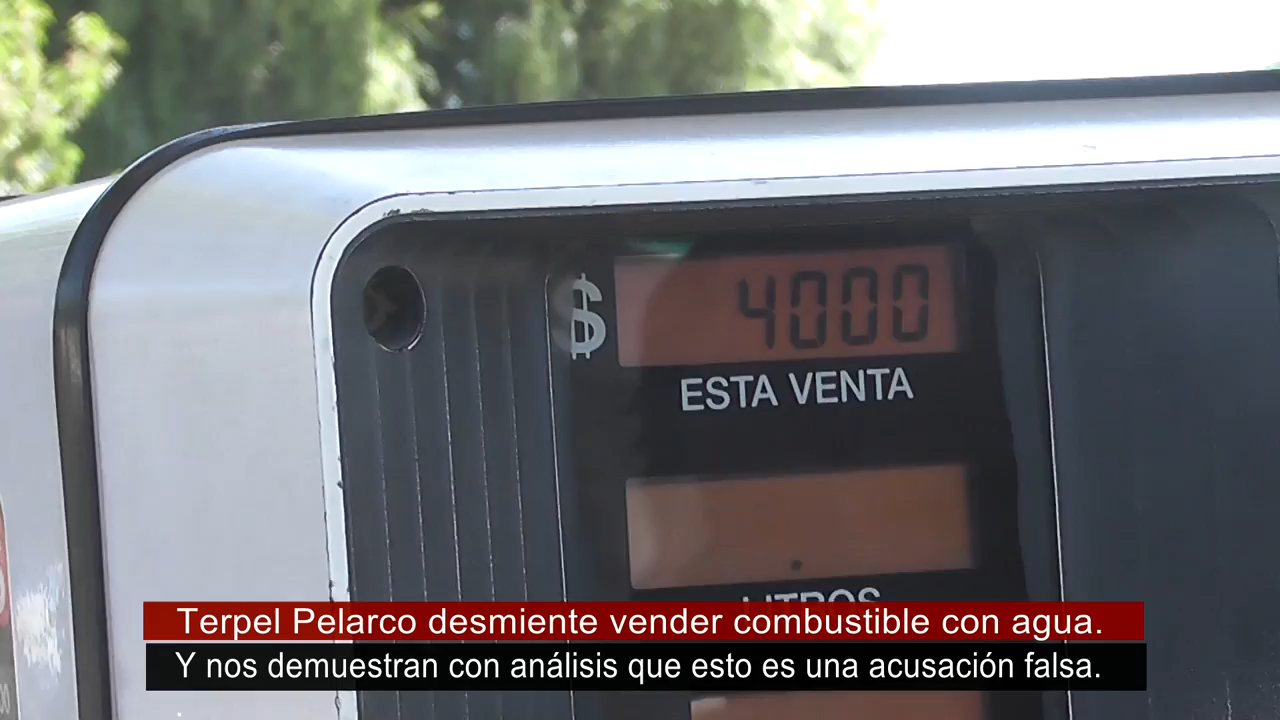 $ 4000
ESTA VENTA
LITROS
Terpel Pelarco desmiente vender combustible con agua.
Y nos demuestran con análisis que esto es una acusación falsa.